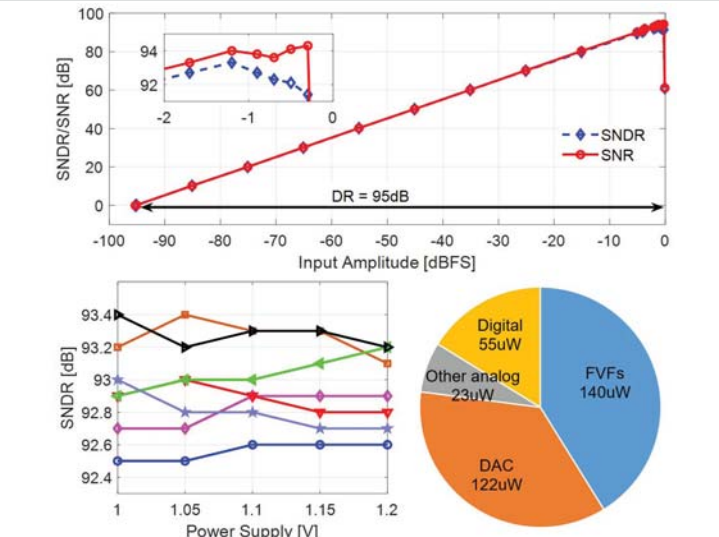 100
80
60
40
20
0
SNDR/SNR [dB]
94
92
-2 -1 0
SNDR
SNR
DR = 95dB
-100 -90 -80 -70 -60 -50 -40 -30 -20 -10 0
Input Amplitude [dBFS]
93.4
93.2
93
92.8
92.6
92.4
SNDR [dB]
1 1.05 1.1 1.15 1.2
Power Supply [V]
Digital
55uW
FVFs
140uW
Other analog
23uW
DAC
122uW